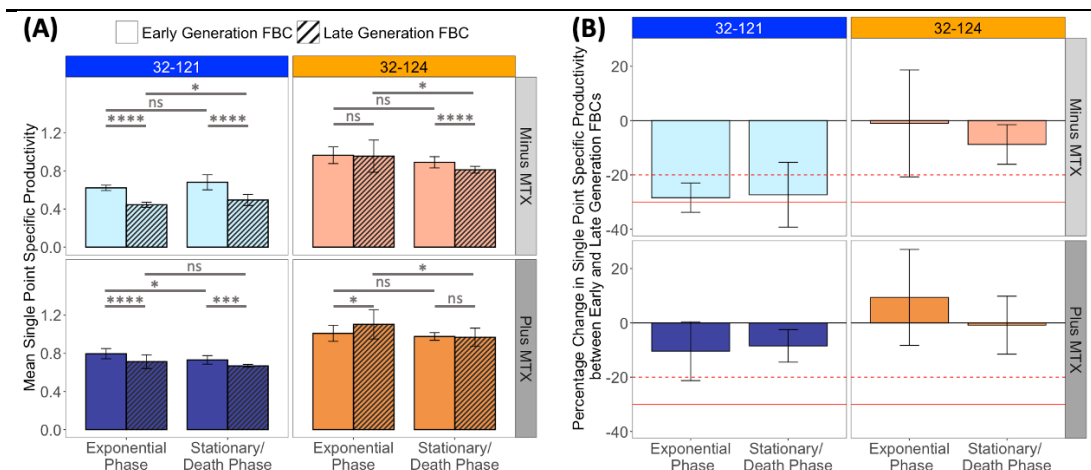 (A)
Early Generation FBC Late Generation FBC
32-121 32-124
Mean Single Point Specific Productivity
Minus MTX
1.2
0.8
0.4
0.0
* *
ns ns
**** **** ns ****
Plus MTX
1.2
0.8
0.4
0.0
ns *
* ns
**** *** * ns
Exponential Phase
Stationary/ Death Phase
Exponential Phase
Stationary/ Death Phase
(B)
32-121 32-124
Percentage Change in Single Point Specific Productivity
between Early and Late Generation FBCs
Minus MTX
20
0
-20
-40
Plus MTX
20
0
-20
-40
Exponential Phase
Stationary/ Death Phase
Exponential Phase
Stationary/ Death Phase